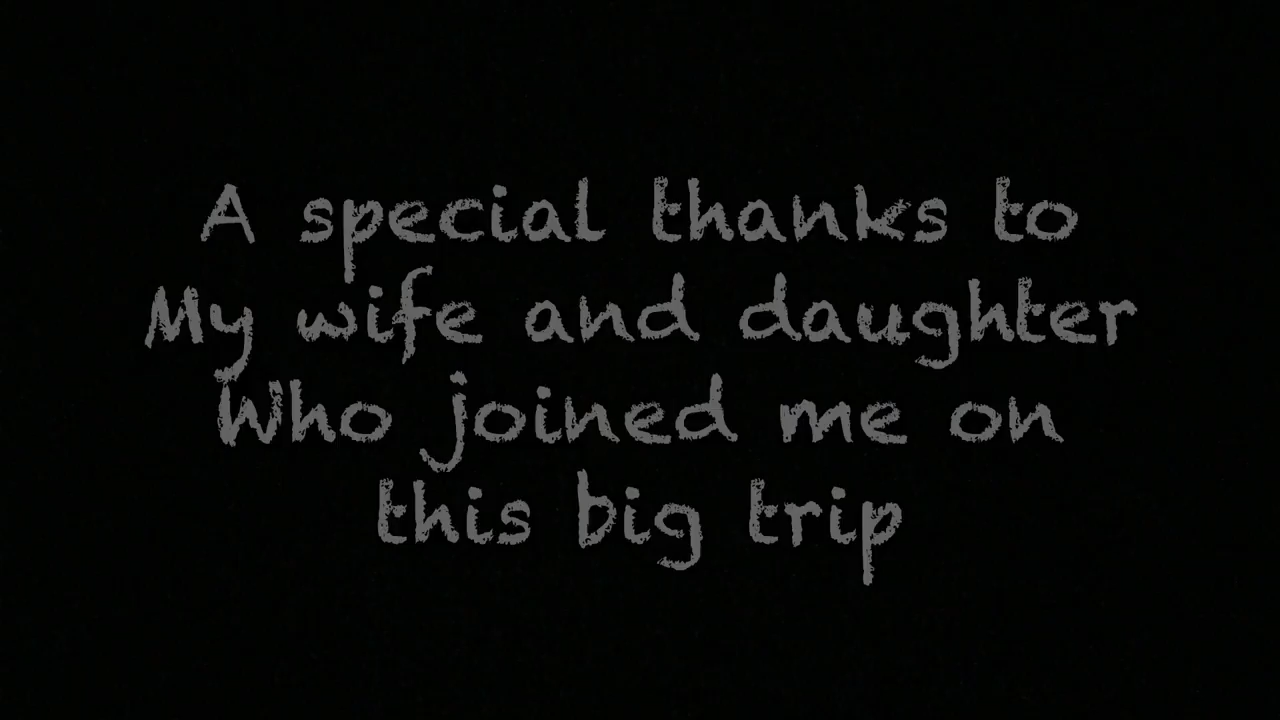 A special thanks to
My wife and daughter
Who joined me on
this big trip